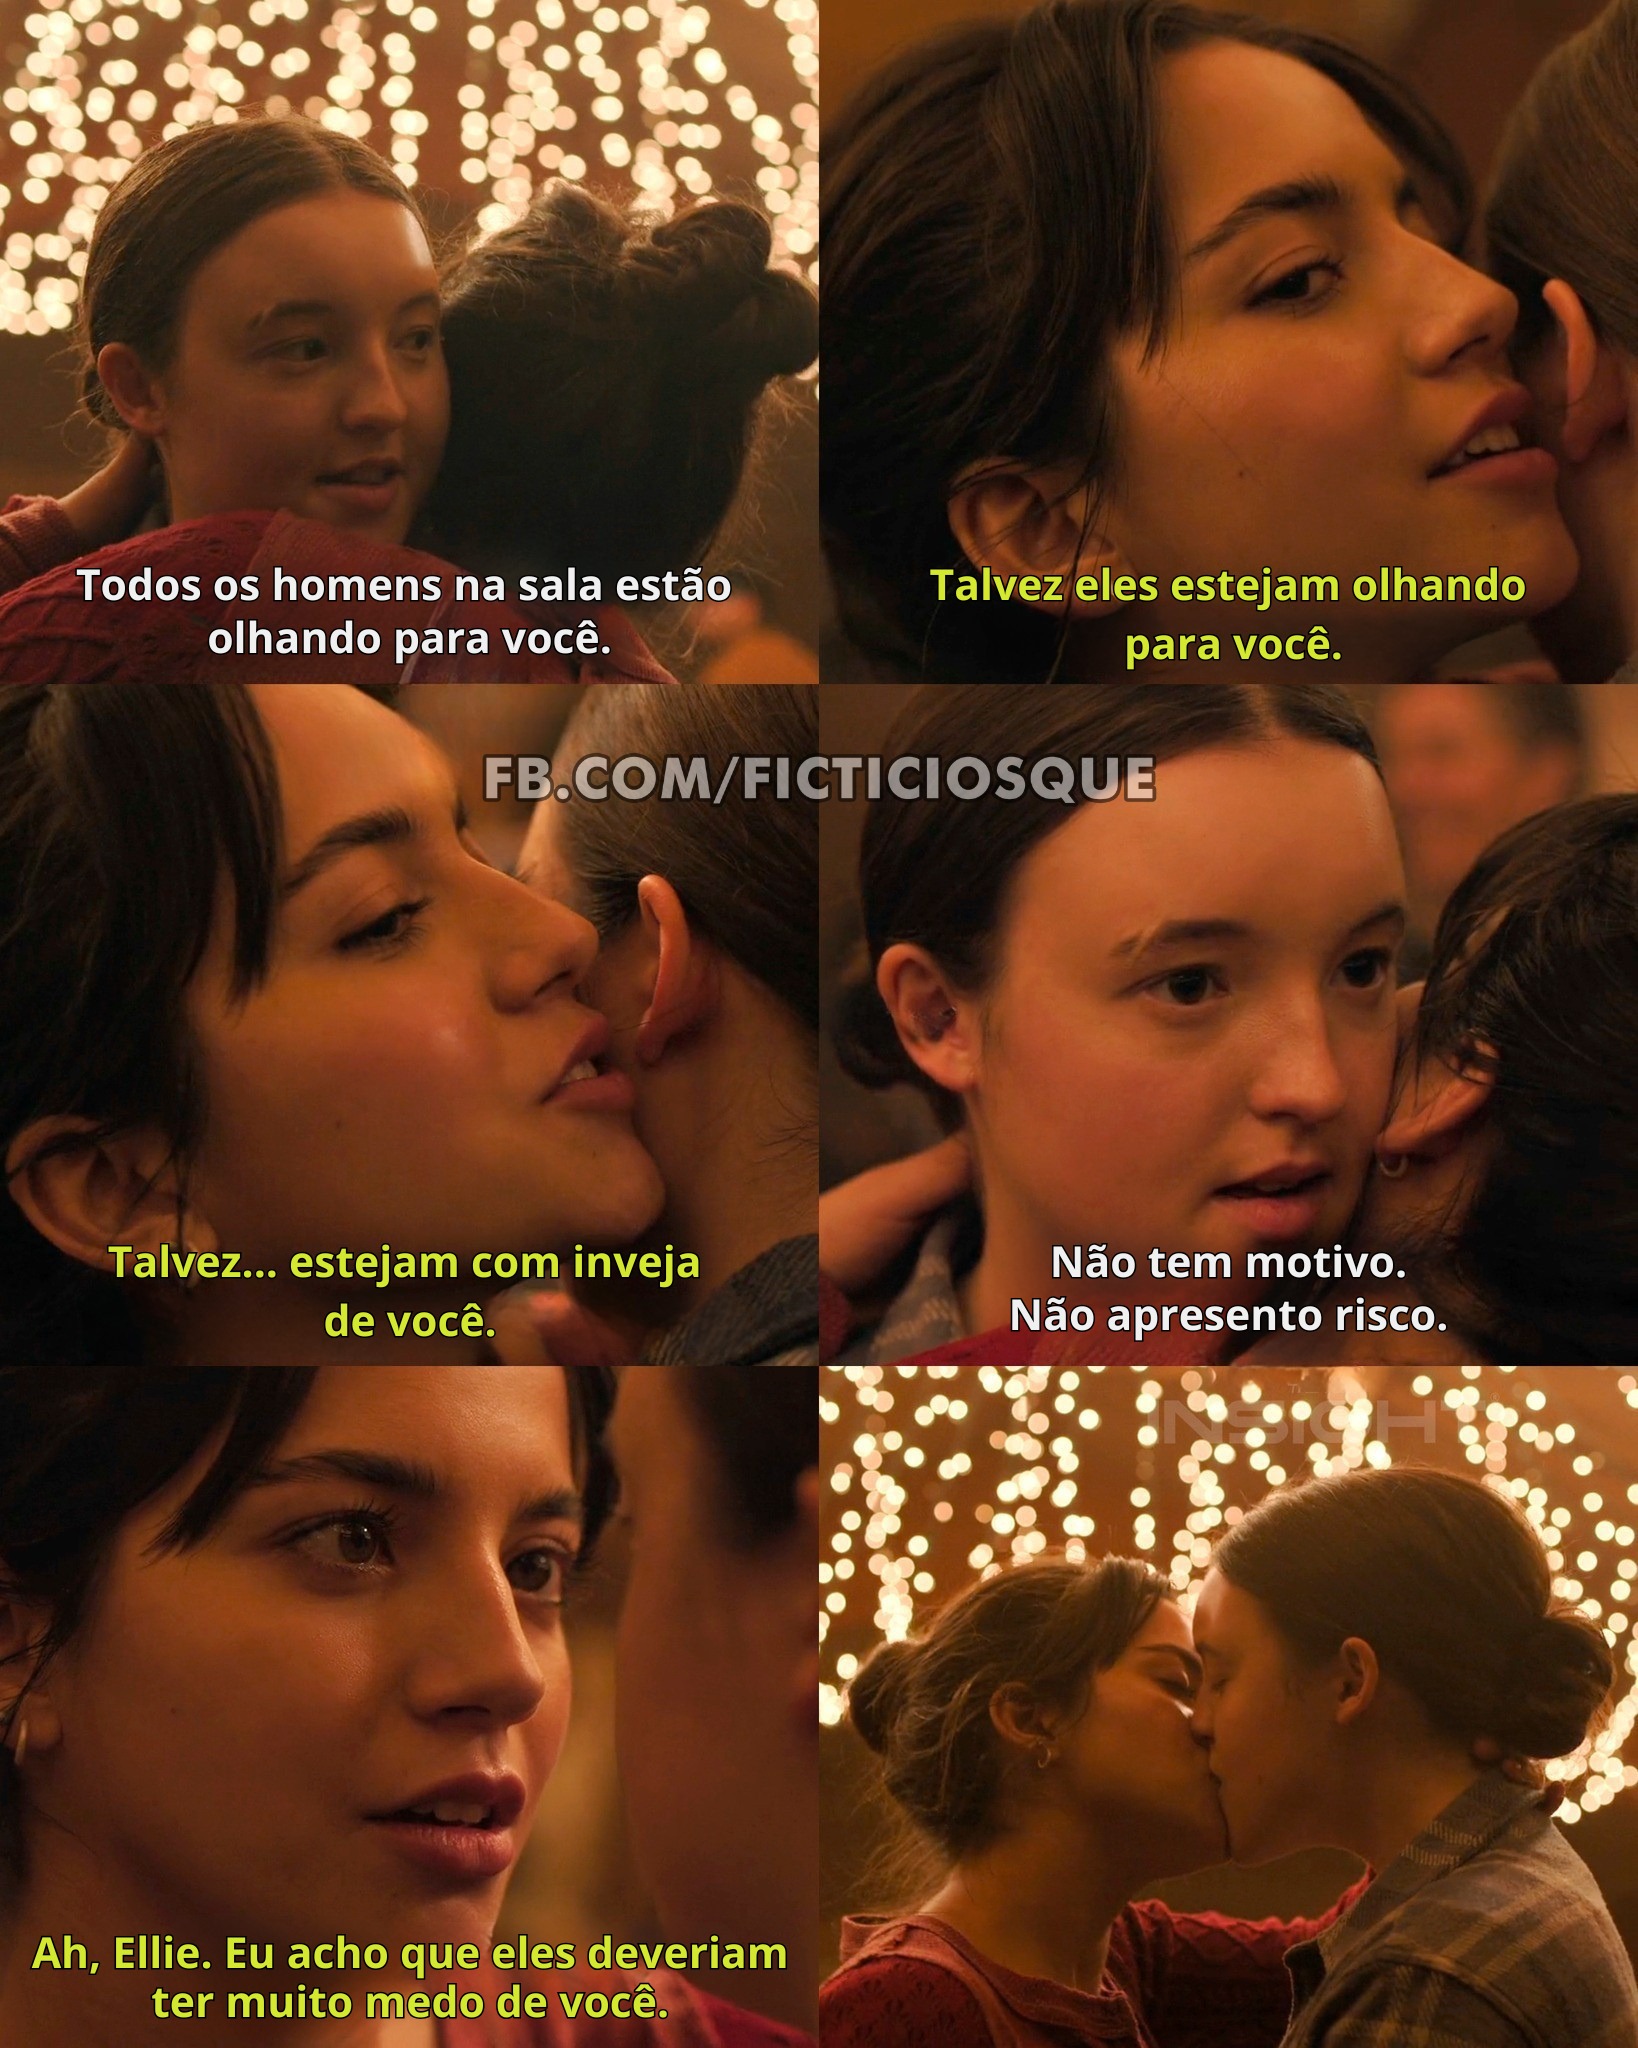 Todos os homens na sala estão
olhando para você.
Talvez eles estejam olhando
para você.
FB.COM/FICTICIOSQUE
Talvez... estejam com inveja
de você.
Não tem motivo.
Não apresento risco.
INSIGHT
Ah, Ellie. Eu acho que eles deveriam
ter muito medo de você.